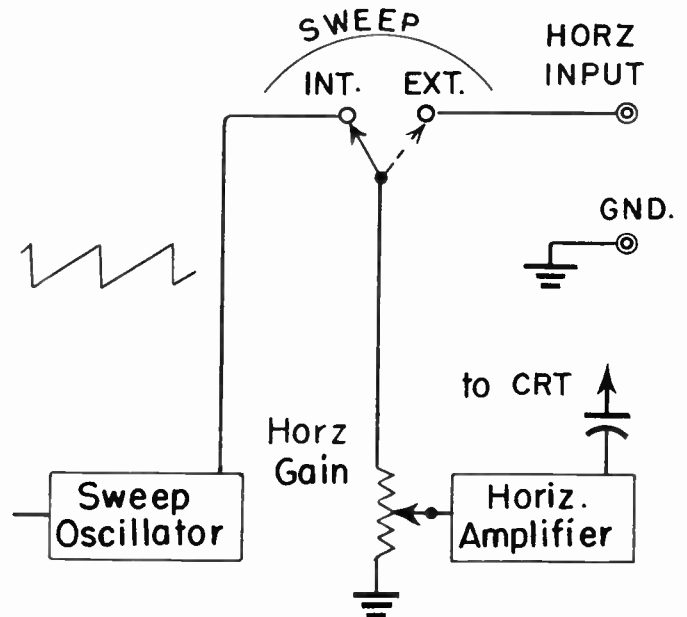 SWEEP
INT. EXT.
HORZ
INPUT
GND.
to CRT
Horz
Gain
Sweep
Oscillator
Horiz.
Amplifier